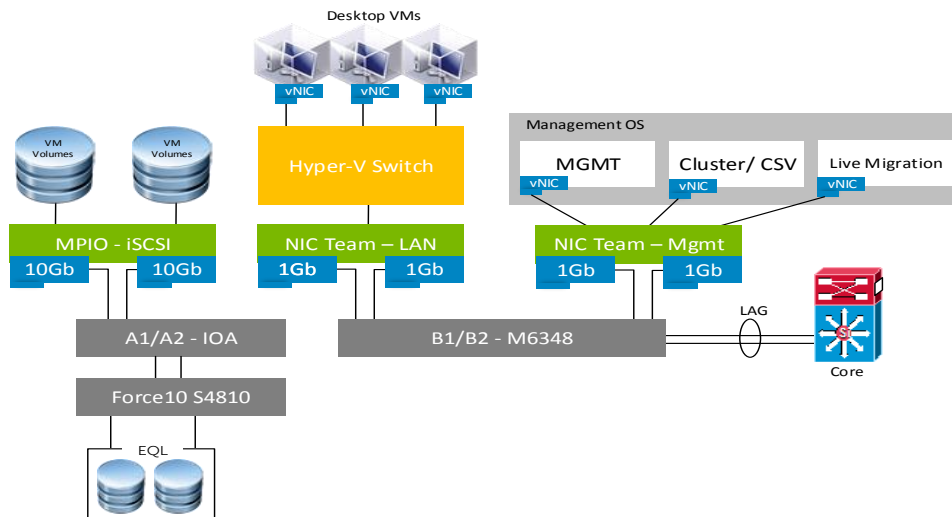 Desktop VMs
vNIC
vNIC
vNIC
Management OS
VM
Volumes
VM
Volumes
Hyper-V Switch
MGMT
Cluster/ CSV
Live Migration
vNIC
vNIC
vNIC
MPIO - iSCSI
NIC Team – LAN
NIC Team – Mgmt
10Gb
10Gb
1Gb
1Gb
1Gb
1Gb
LAG
A1/A2 - IOA
B1/B2 - M6348
Si
Core
Force10 S4810
EQL